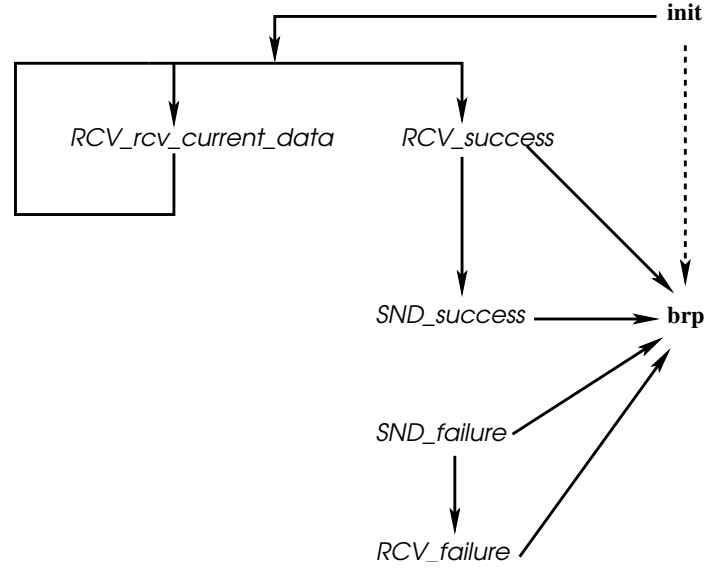 init
RCV_rcv_current_data
RCV_success
SND_success
brp
SND_failure
RCV_failure